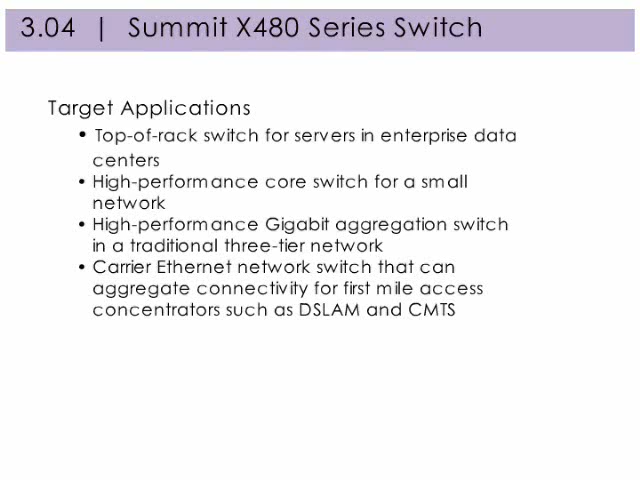 3.04 | Summit X480 Series Switch
Target Applications
• Top-of-rack switch for servers in enterprise data
centers
• High-performance core switch for a small
network
• High-performance Gigabit aggregation switch
in a traditional three-tier network
• Carrier Ethernet network switch that can
aggregate connectivity for first mile access
concentrators such as DSLAM and CMTS